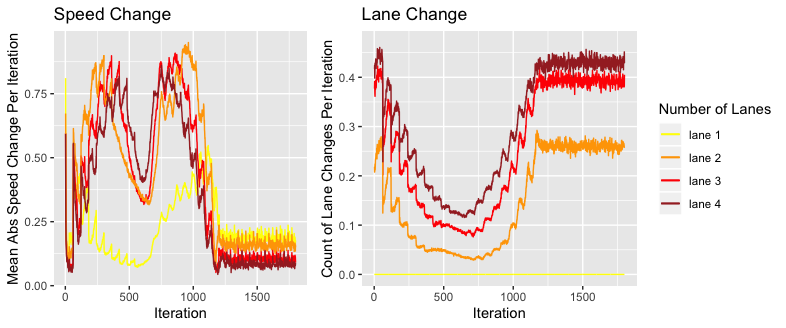 Speed Change
Mean Abs Speed Change Per Iteration
0.75
0.50
0.25
0.00
0
500
1000
1500
Iteration
Lane Change
Count of Lane Changes Per Iteration
0.4
0.3
0.2
0.1
0.0
0
500
1000
1500
Iteration
Number of Lanes
lane 1
lane 2
lane 3
lane 4